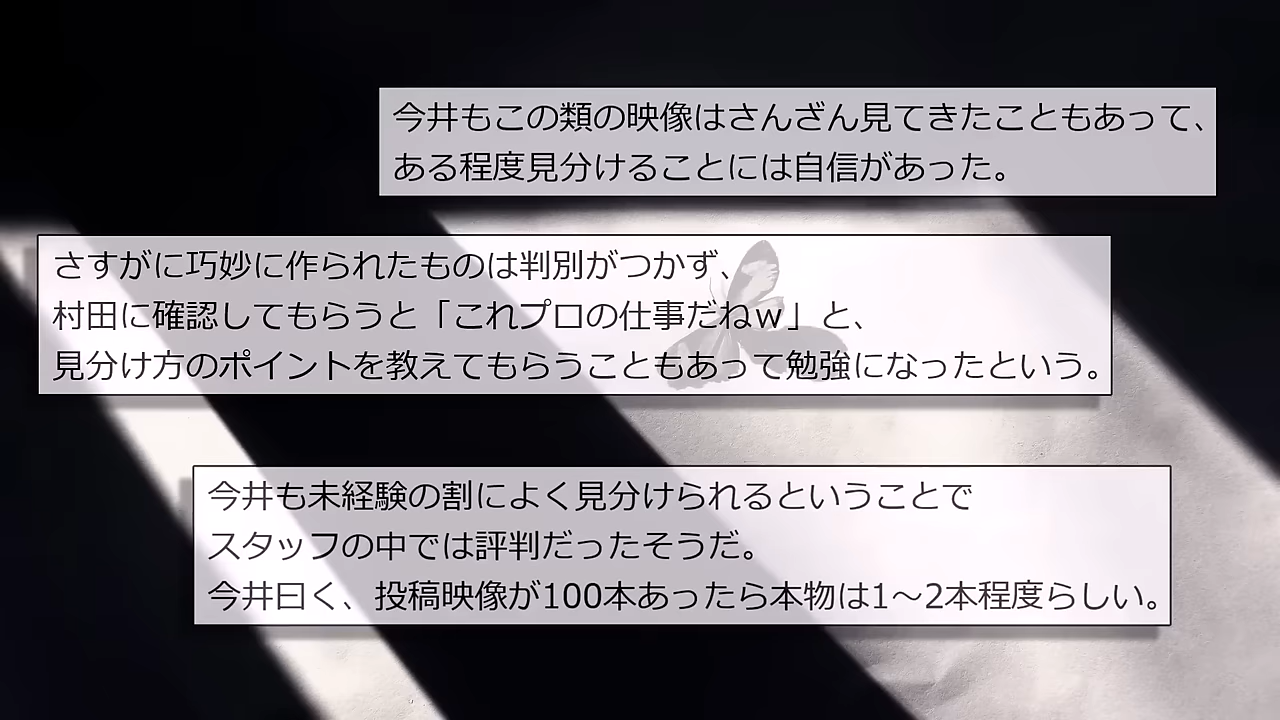 今井もこの類の映像はさんざん見てきたこともあって、
ある程度見分けることには自信があった。
さすがに巧妙に作られたものは判別がつかず、
村田に確認してもらうと「これプロの仕事だねｗ」と、
見分け方のポイントを教えてもらうこともあって勉強になったという。
今井も未経験の割によく見分けられるということで
スタッフの中では評判だったそうだ。
今井曰く、投稿映像が100本あったら本物は1～2本程度らしい。